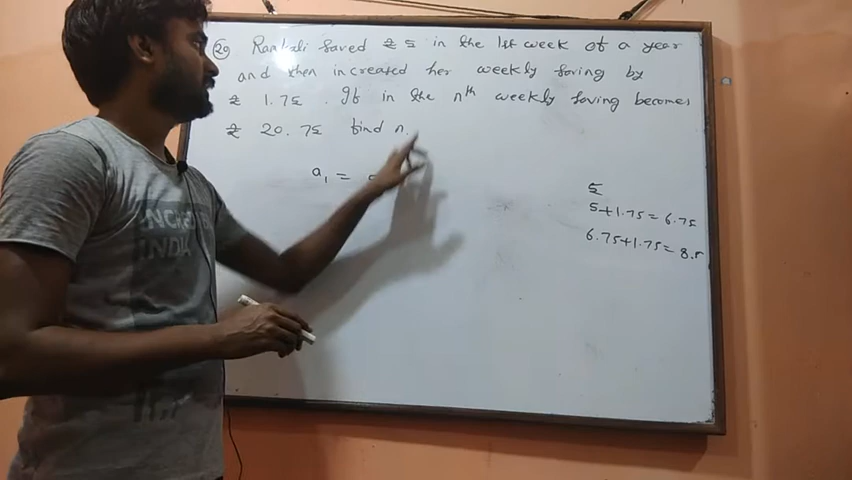 20 Ramkali saved ₹ 5 in the 1st week of a year
and then increased her weekly saving by
₹ 1.75 . If in the nth weekly saving becomes
₹ 20.75 find n.
a₁ =
5
5+1.75 = 6.75
6.75+1.75 = 8.5
INDIA